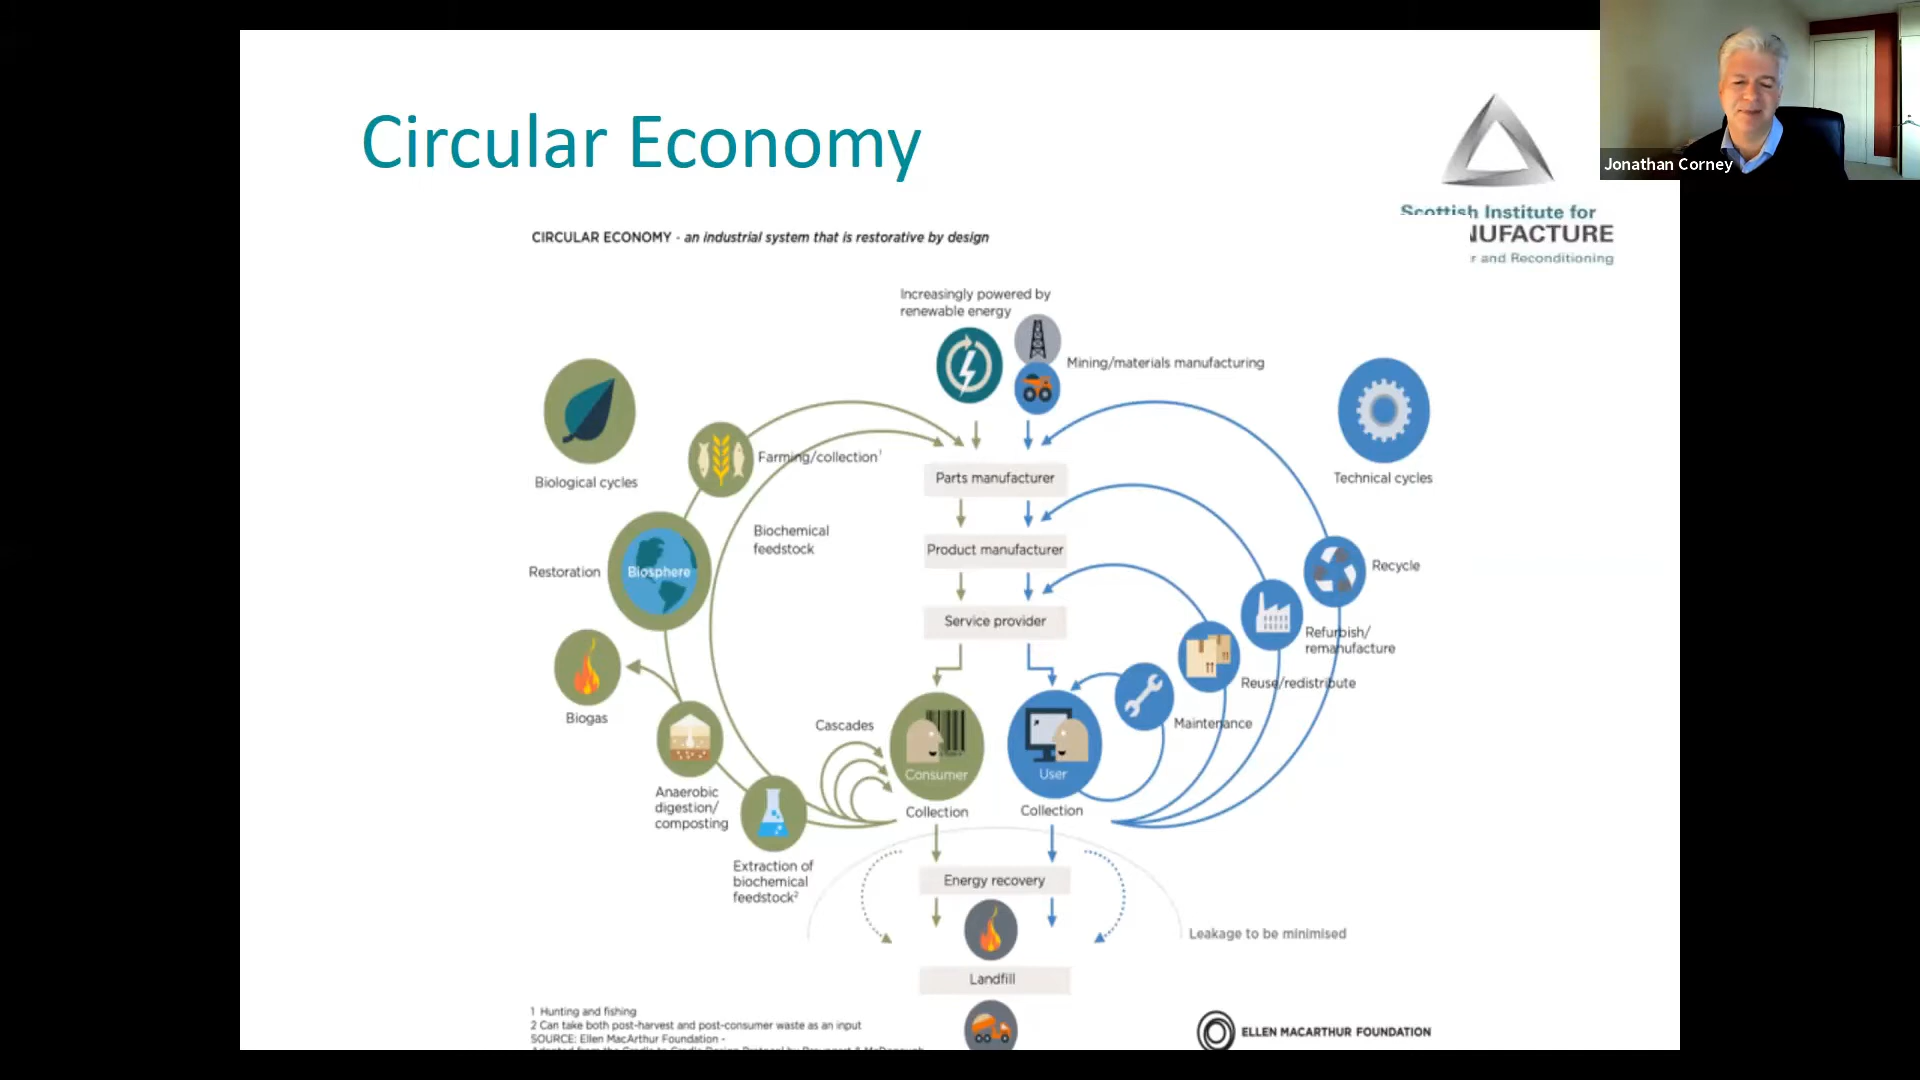 Circular Economy
Jonathan Corney
Scottish Institute for
NUFACTURE
r and Reconditioning
CIRCULAR ECONOMY - an industrial system that is restorative by design
Increasingly powered by
renewable energy
Mining/materials manufacturing
Biological cycles
Farming/collection¹
Technical cycles
Parts manufacturer
Biochemical
feedstock
Product manufacturer
Restoration
Biosphere
Recycle
Service provider
Refurbish/
remanufacture
Reuse/redistribute
Biogas
Cascades
Maintenance
Consumer
User
Anaerobic
digestion/
composting
Collection
Collection
Extraction of
biochemical
feedstock²
Energy recovery
Leakage to be minimised
Landfill
1 Hunting and fishing
2 Can take both post-harvest and post-consumer waste as an input
SOURCE: Ellen MacArthur Foundation -
ELLEN MACARTHUR FOUNDATION